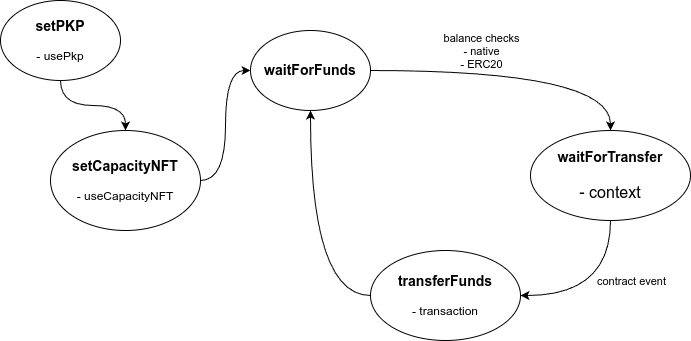 setPKP
- usePkp
setCapacityNFT
- useCapacityNFT
waitForFunds
balance checks
- native
- ERC20
waitForTransfer
- context
contract event
transferFunds
- transaction